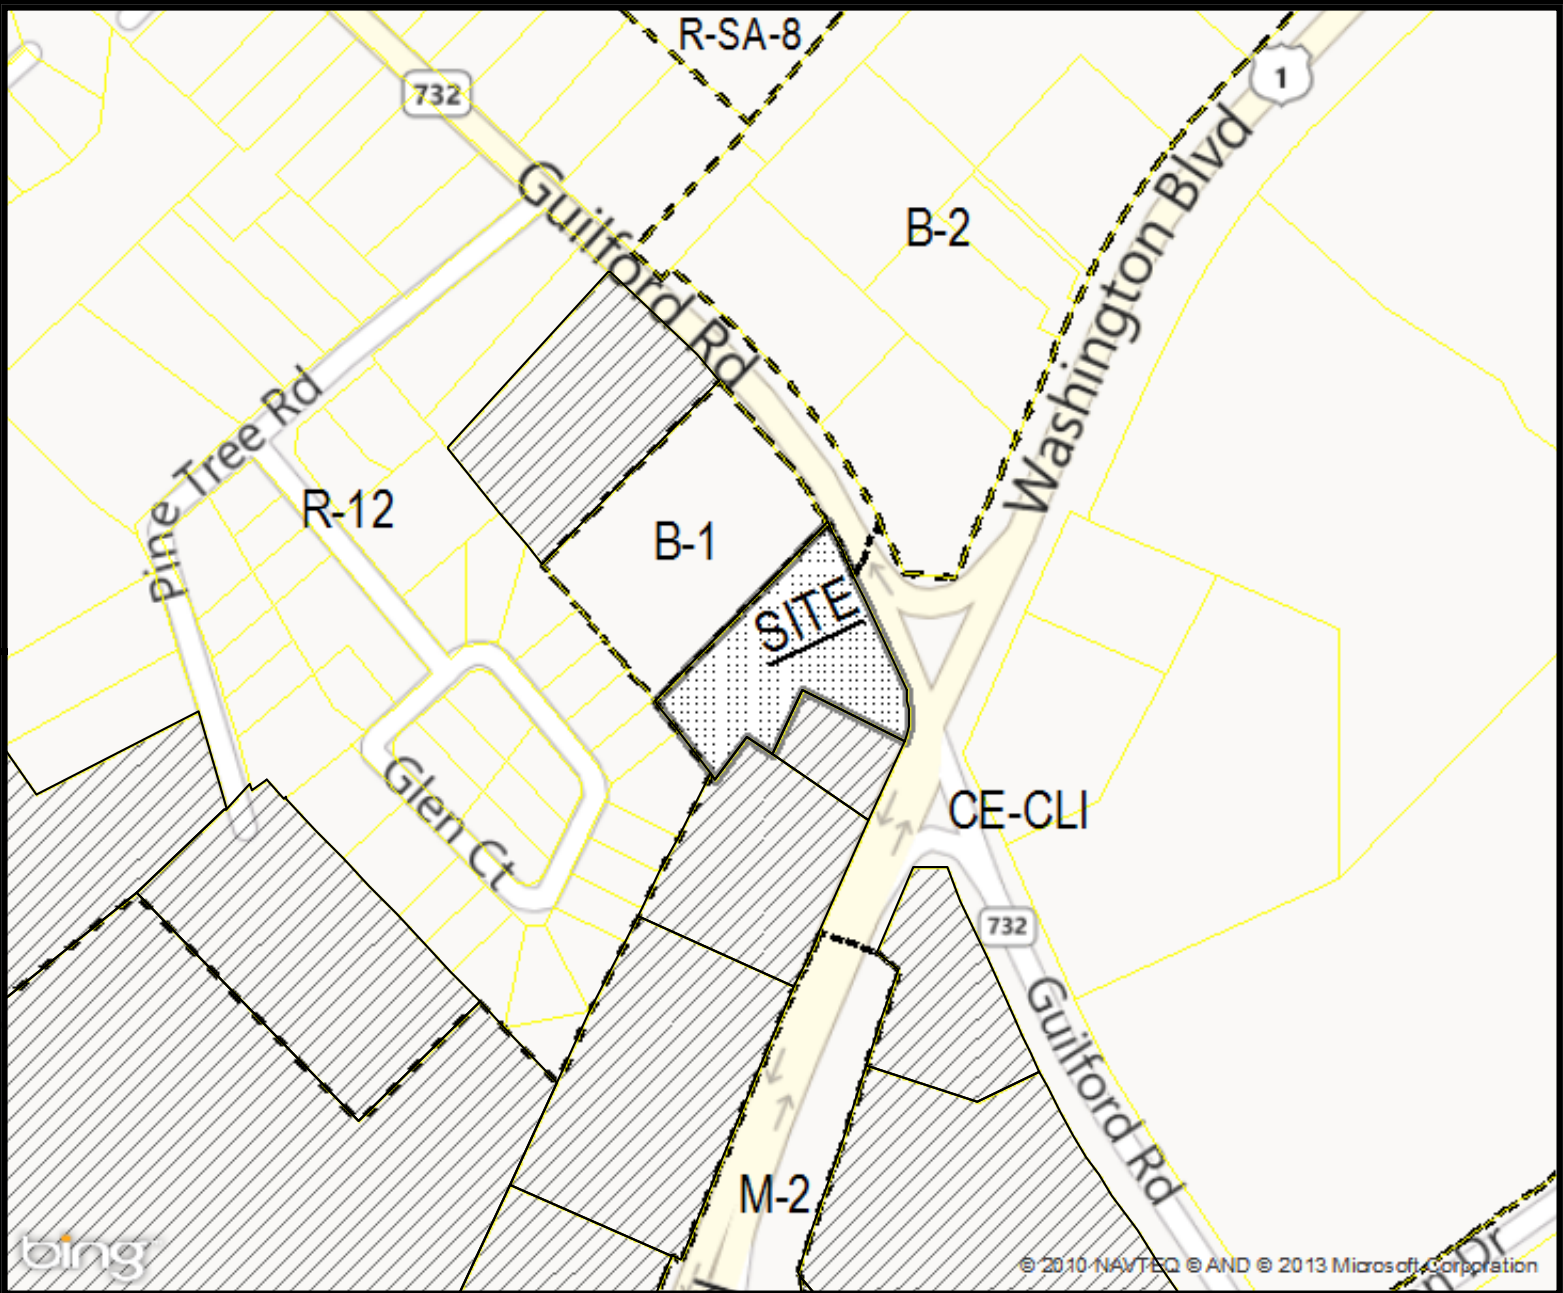 R-SA-8
732
1
Guilford Rd
Washington Blvd
B-2
Pine Tree Rd
R-12
B-1
SITE
Glen Ct
CE-CLI
732
Guilford Rd
M-2
bing
© 2010 NAVTEQ © AND © 2013 Microsoft Corporation
Dr